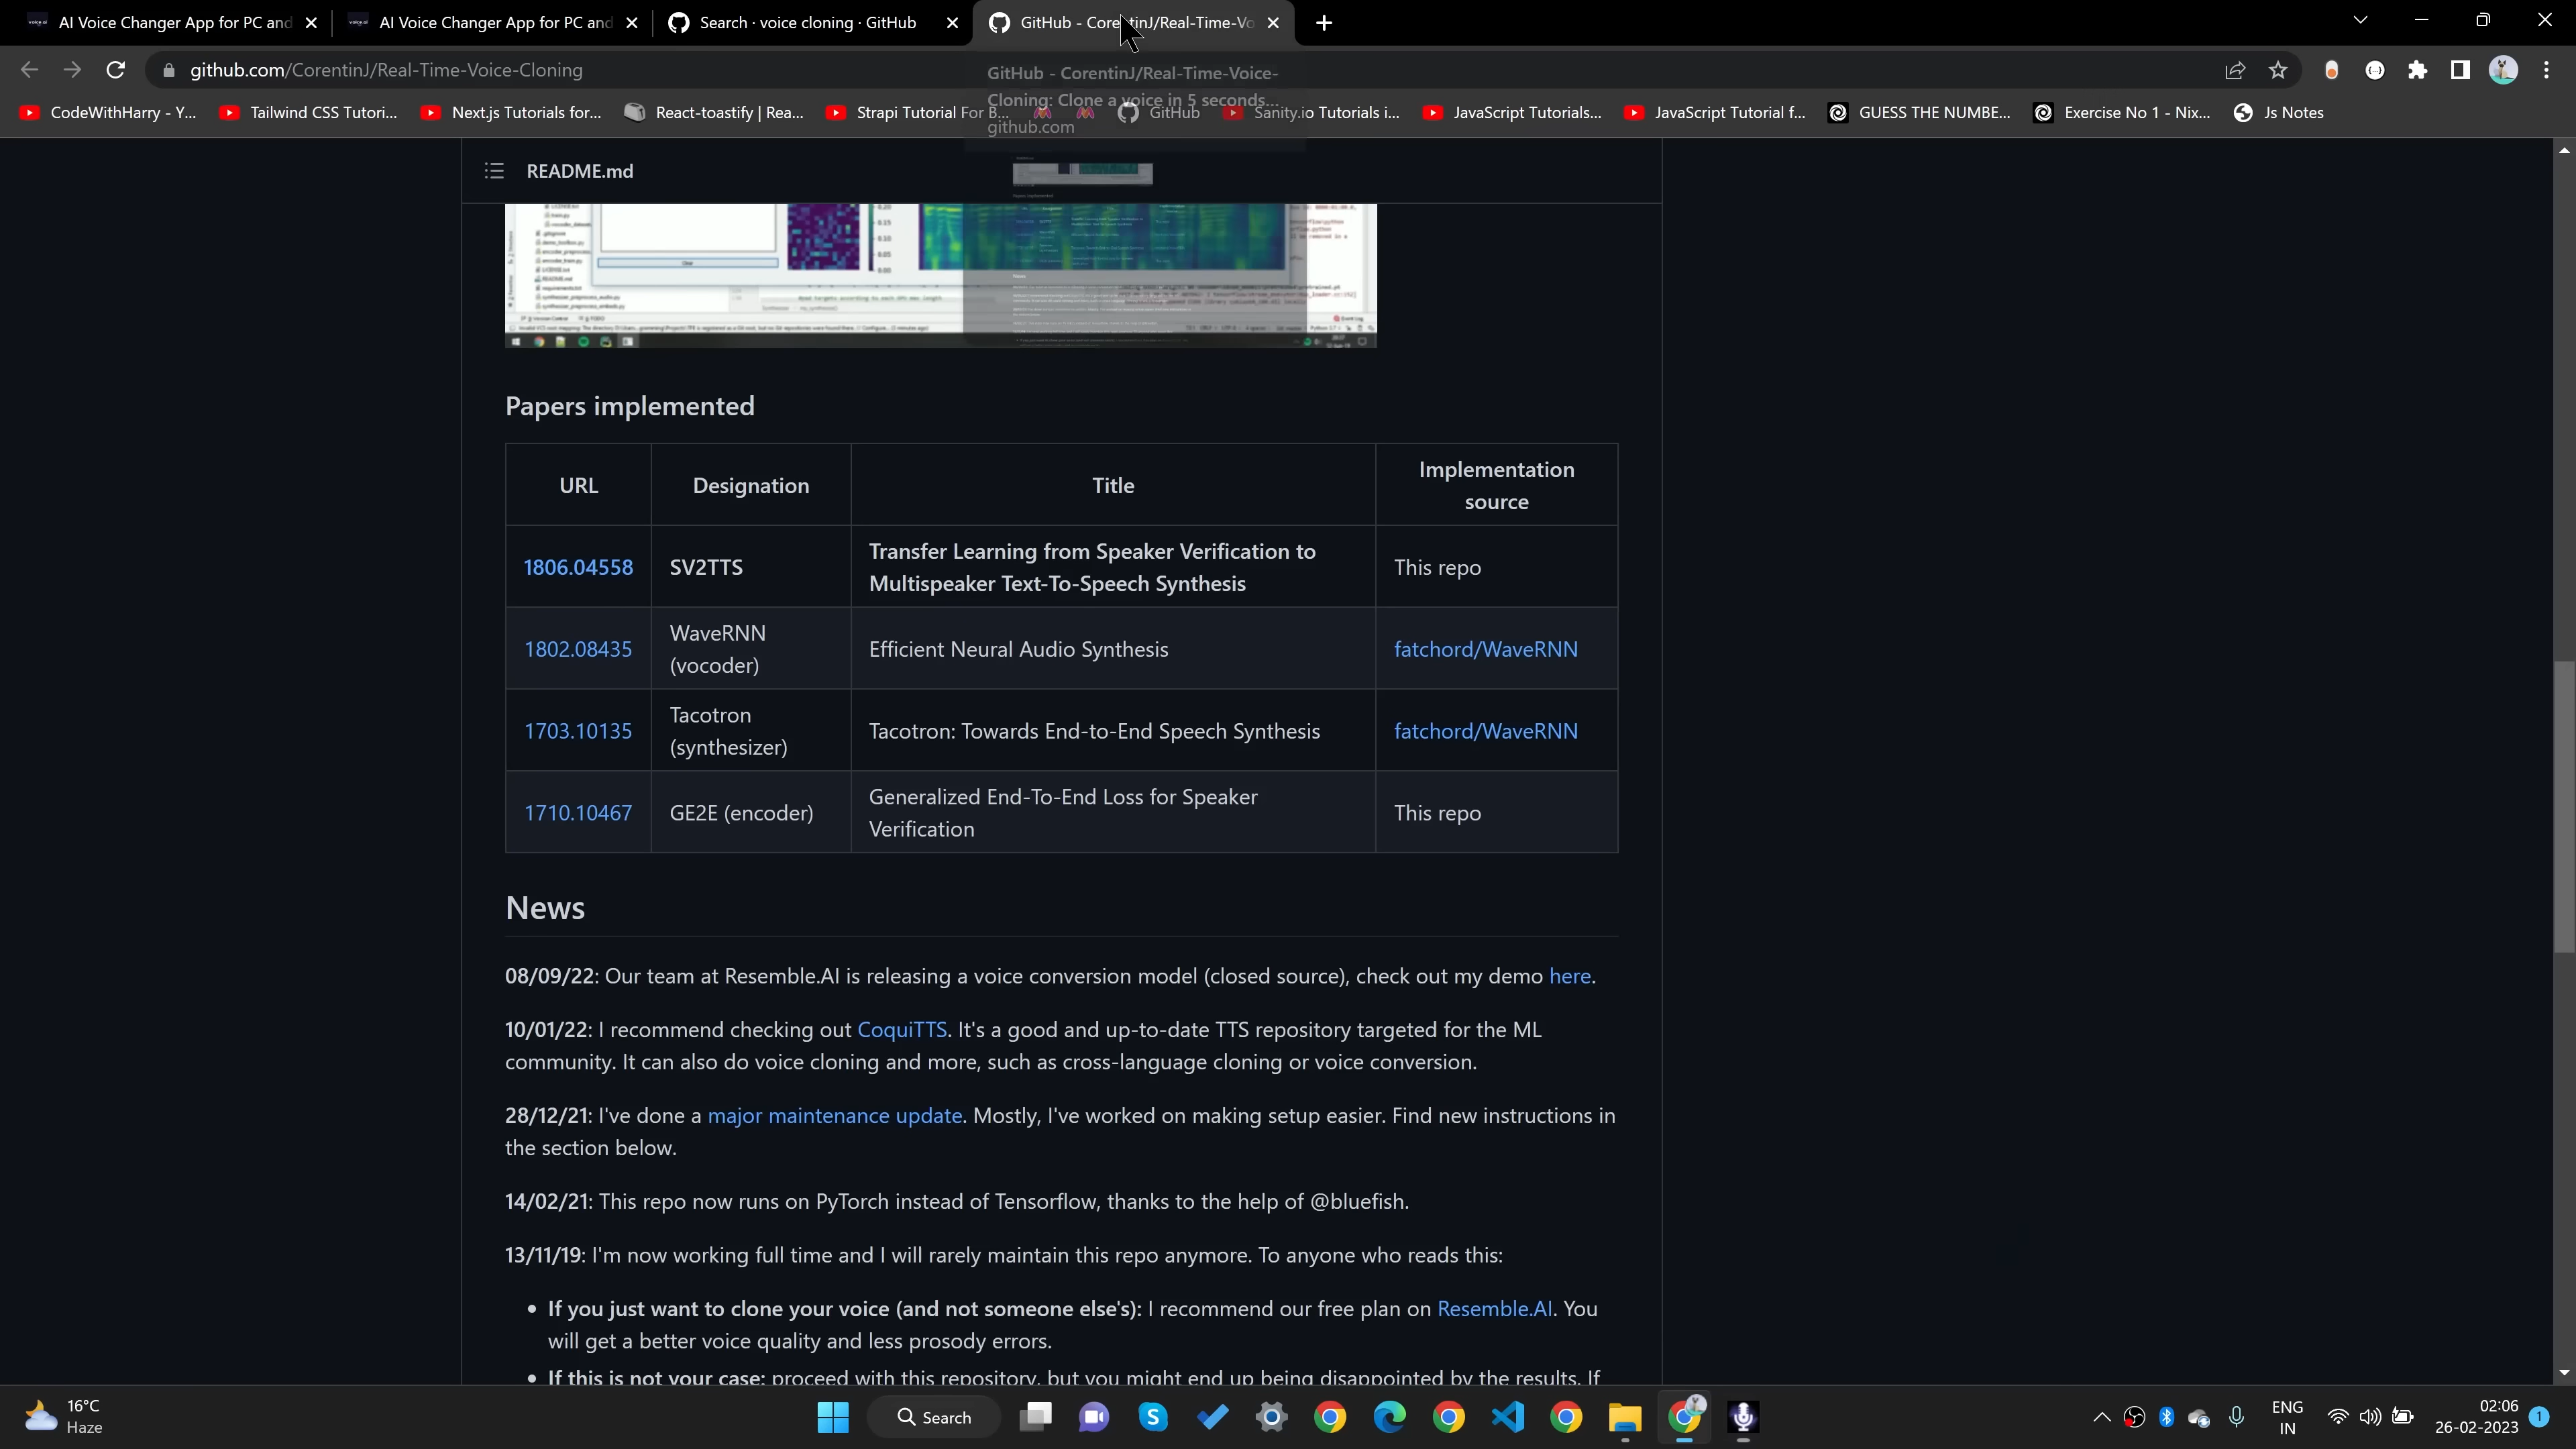 AI Voice Changer App for PC and
AI Voice Changer App for PC and
Search · voice cloning · GitHub
GitHub - CorentinJ/Real-Time-Vo
github.com/CorentinJ/Real-Time-Voice-Cloning
GitHub - CorentinJ/Real-Time-Voice-
Cloning: Clone a voice in 5 seconds...
github.com
CodeWithHarry - Y...
Tailwind CSS Tutori...
Next.js Tutorials for...
React-toastify | Rea...
Strapi Tutorial For B...
GitHub
Sanity.io Tutorials i...
JavaScript Tutorials...
JavaScript Tutorial f...
GUESS THE NUMBE...
Exercise No 1 - Nix...
Js Notes
README.md
Papers implemented
URL Designation Title Implementation
source
1806.04558 SV2TTS Transfer Learning from Speaker Verification to
Multispeaker Text-To-Speech Synthesis This repo
1802.08435 WaveRNN
(vocoder) Efficient Neural Audio Synthesis fatchord/WaveRNN
1703.10135 Tacotron
(synthesizer) Tacotron: Towards End-to-End Speech Synthesis fatchord/WaveRNN
1710.10467 GE2E (encoder) Generalized End-To-End Loss for Speaker
Verification This repo
News
08/09/22: Our team at Resemble.AI is releasing a voice conversion model (closed source), check out my demo here.
10/01/22: I recommend checking out CoquiTTS. It's a good and up-to-date TTS repository targeted for the ML
community. It can also do voice cloning and more, such as cross-language cloning or voice conversion.
28/12/21: I've done a major maintenance update. Mostly, I've worked on making setup easier. Find new instructions in
the section below.
14/02/21: This repo now runs on PyTorch instead of Tensorflow, thanks to the help of @bluefish.
13/11/19: I'm now working full time and I will rarely maintain this repo anymore. To anyone who reads this:
• If you just want to clone your voice (and not someone else's): I recommend our free plan on Resemble.AI. You
will get a better voice quality and less prosody errors.
• If this is not your case: proceed with this repository, but you might end up being disappointed by the results. If
16°C
Haze
Search
ENG
IN
02:06
26-02-2023
1